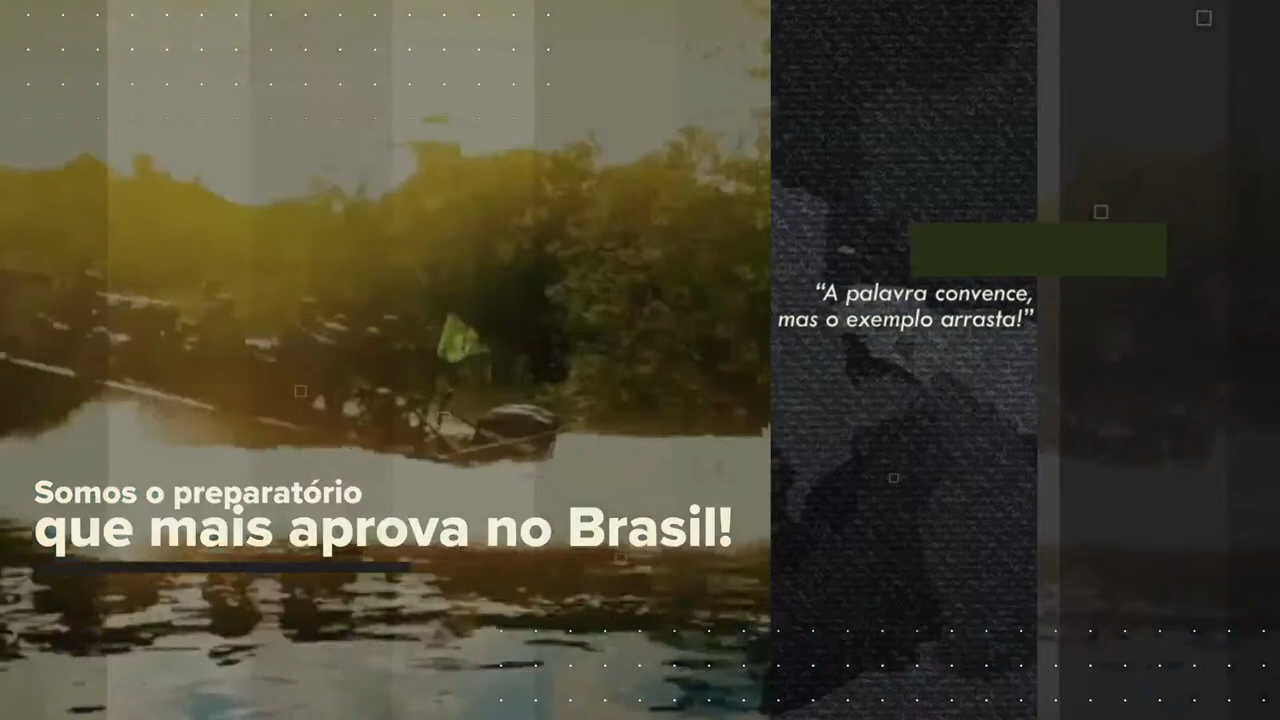 Somos o preparatório
que mais aprova no Brasil!
“A palavra convence,
mas o exemplo arrasta!”